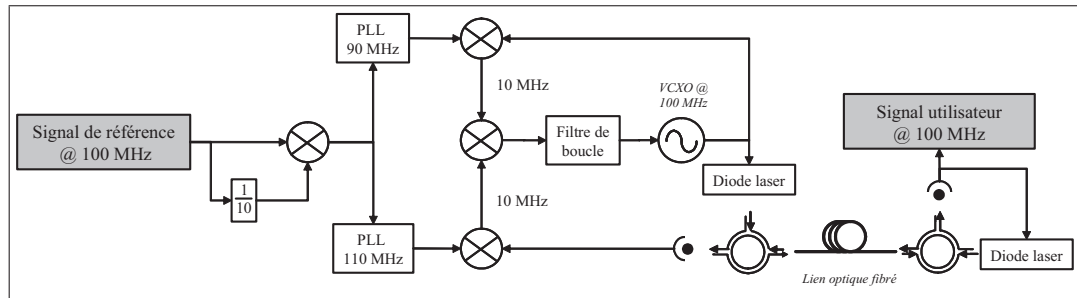 PLL
90 MHz
10 MHz
VCXO @
100 MHz
Signal de référence
@ 100 MHz
Filtre de
boucle
Signal utilisateur
@ 100 MHz
Diode laser
1
10
10 MHz
PLL
110 MHz
Diode laser
Lien optique fibré